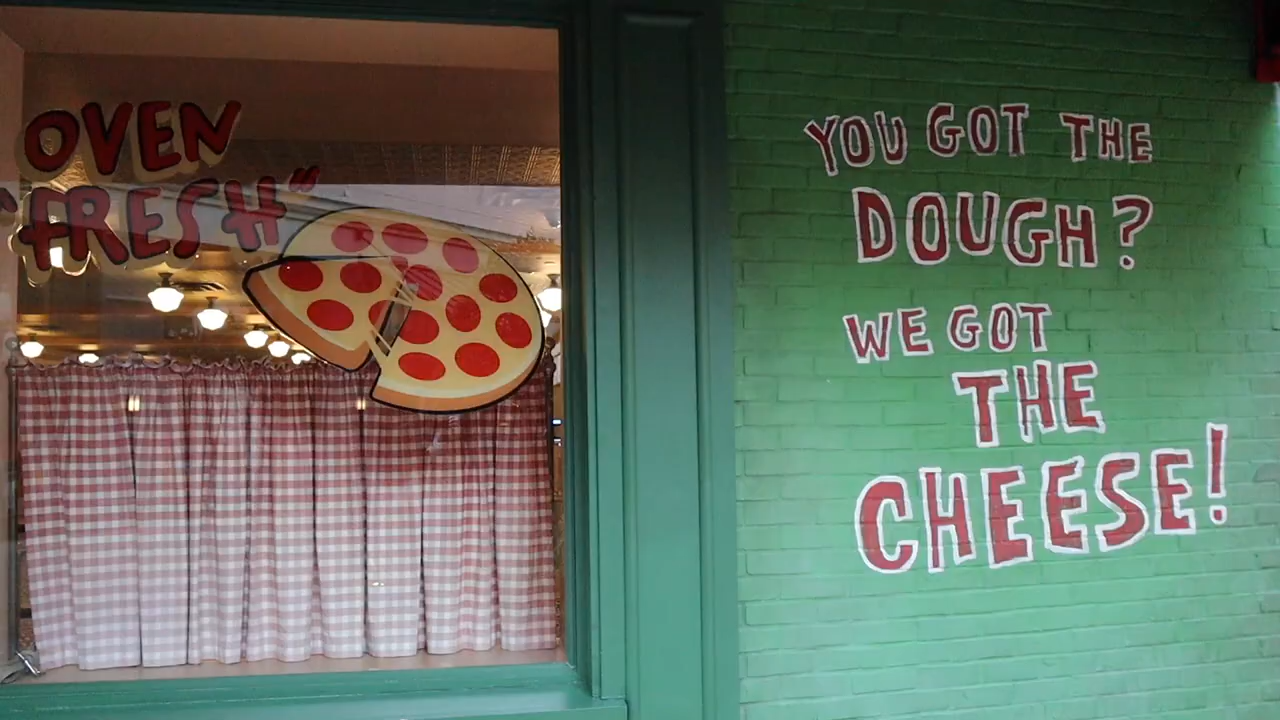 OVEN
"FRESH"
YOU GOT THE
DOUGH?
WE GOT
THE
CHEESE!